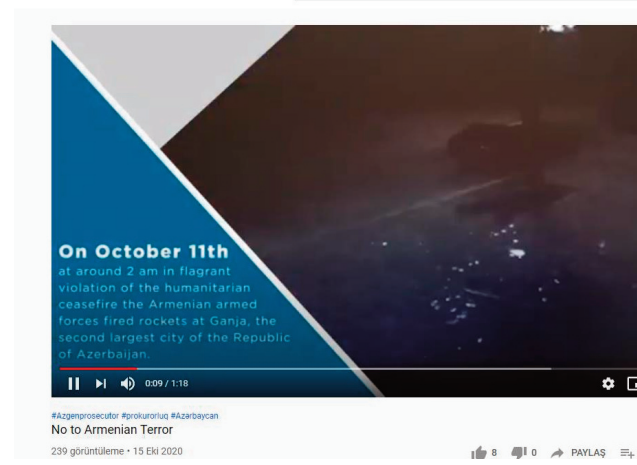 On October 11th
at around 2 am in flagrant
violation of the humanitarian
ceasefire the Armenian armed
forces fired rockets at Ganja, the
second largest city of the Republic
of Azerbaijan.
0:09 / 1:18
#Azgenprosecutor #prokurorluq #Azərbaycan
No to Armenian Terror
239 görüntüleme • 15 Eki 2020
8 0 PAYLAŞ